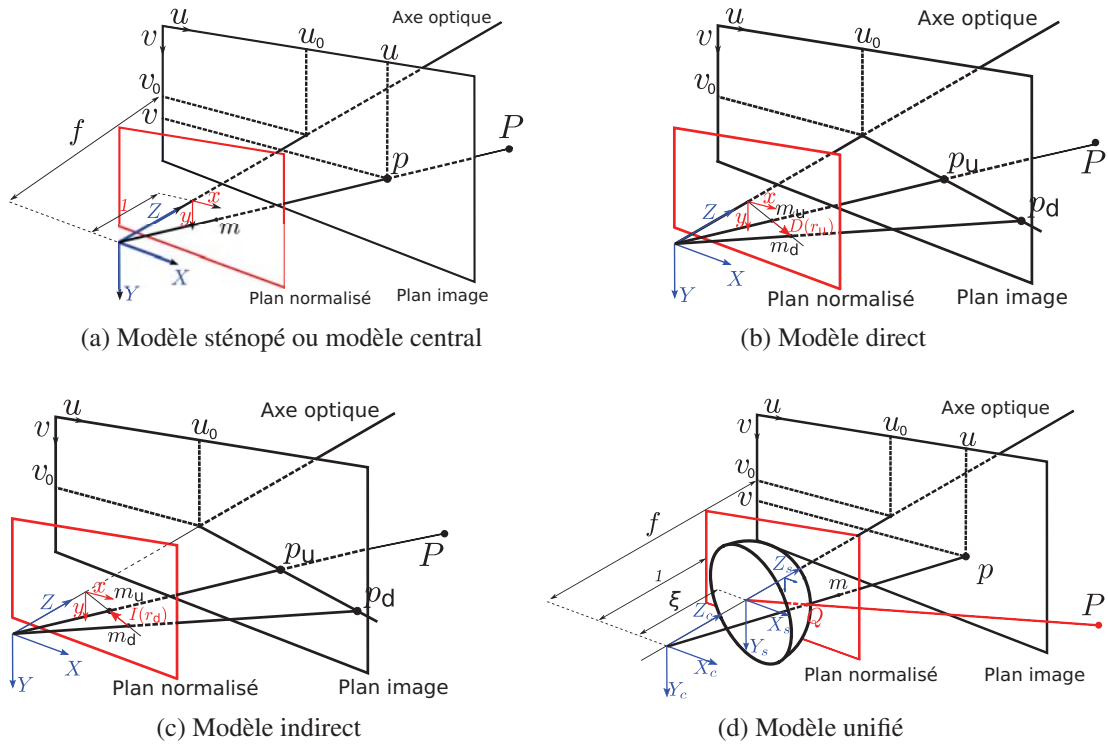 Axe optique
u
v
u₀
u
v₀
v
f
1
P
p
x
y
m
Z
X
Y
Plan normalisé
Plan image
(a) Modèle sténopé ou modèle central
Axe optique
u
v
u₀
v₀
P
pu
pd
x
y
mu
D(ru)
md
Z
X
Y
Plan normalisé
Plan image
(b) Modèle direct
Axe optique
u
v
u₀
v₀
P
pu
pd
x
y
mu
I(rd)
md
Z
X
Y
Plan normalisé
Plan image
(c) Modèle indirect
Axe optique
u
v
u₀
u
v₀
v
f
1
ξ
p
P
m
Q
Zs
Xs
Ys
Zc
Xc
Yc
Plan normalisé
Plan image
(d) Modèle unifié